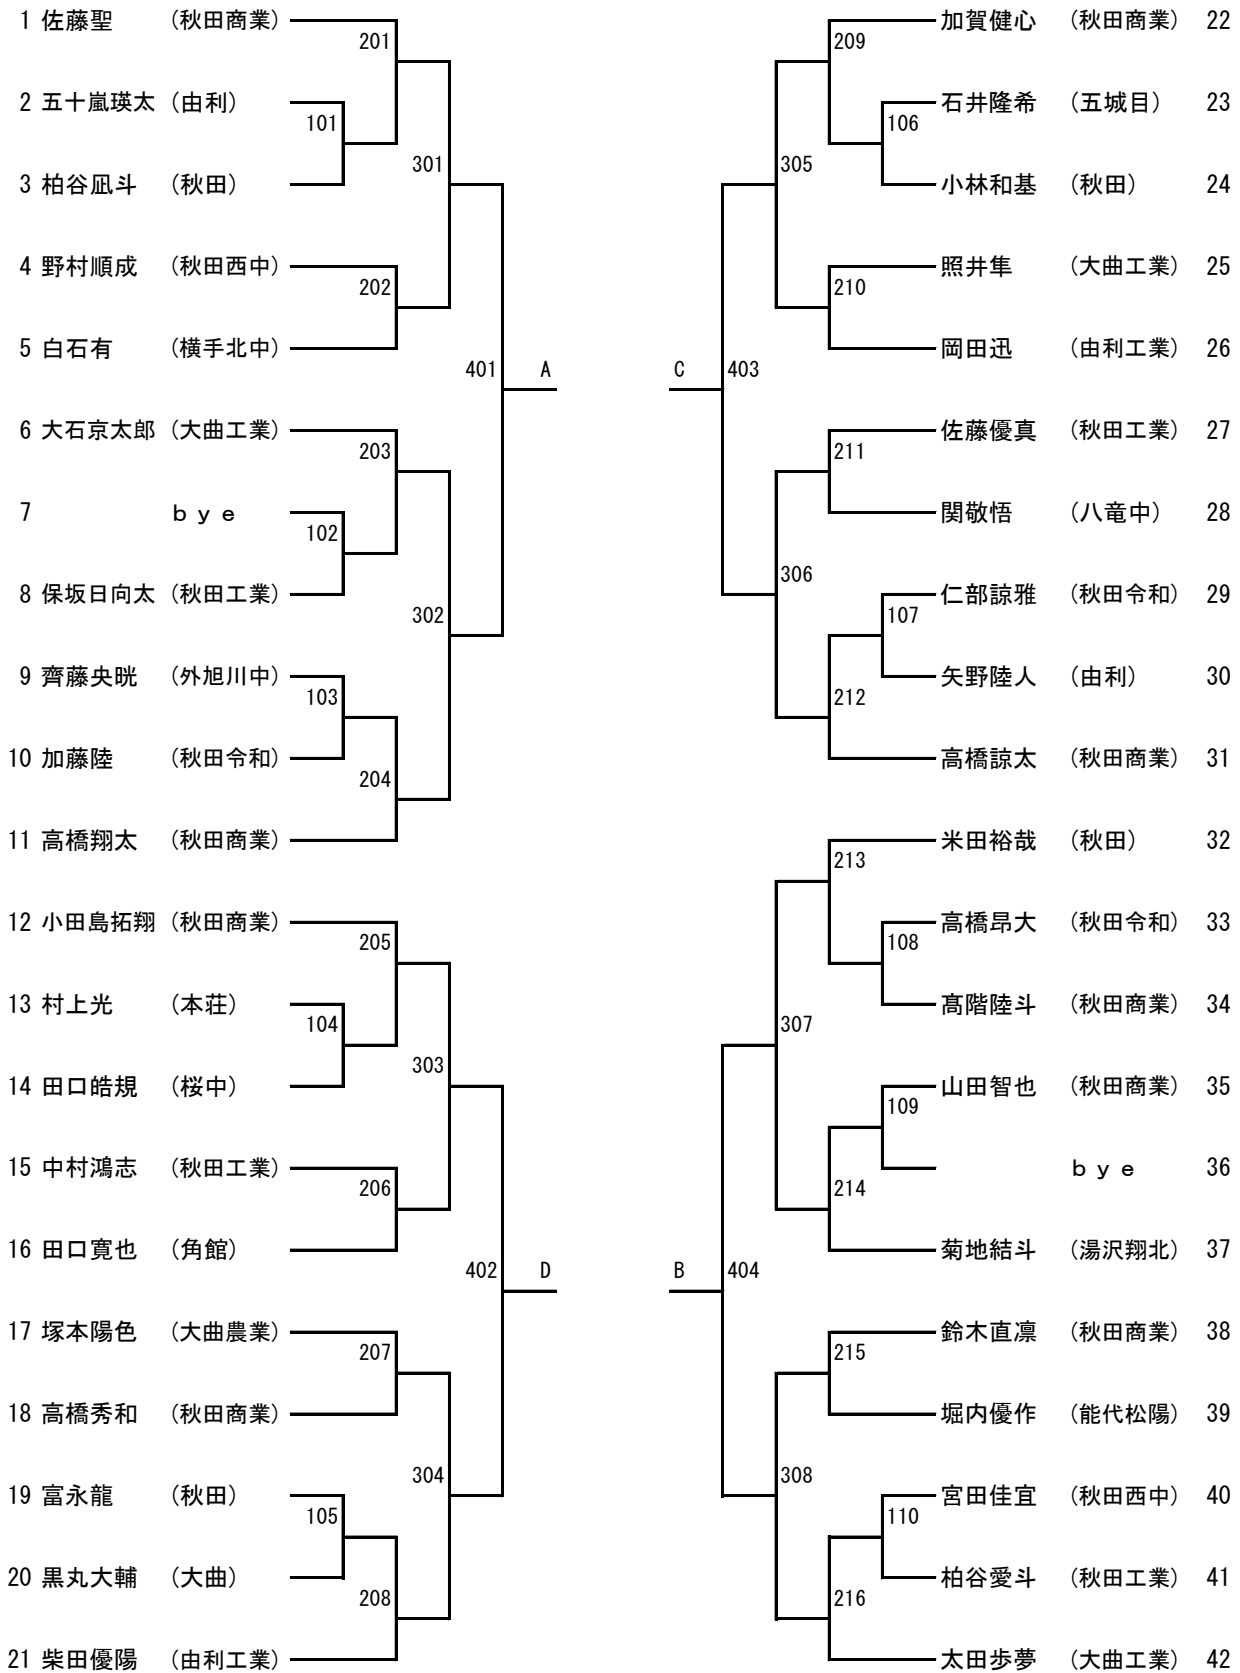 1 佐藤聖 (秋田商業)
201
2 五十嵐瑛太 (由利)
101
3 柏谷凪斗 (秋田)
301
4 野村順成 (秋田西中)
202
5 白石有 (横手北中)
401 A
6 大石京太郎 (大曲工業)
203
7 bye
102
8 保坂日向太 (秋田工業)
302
9 齊藤央晄 (外旭川中)
103
10 加藤陸 (秋田令和)
204
11 高橋翔太 (秋田商業)
12 小田島拓翔 (秋田商業)
205
13 村上光 (本荘)
104
303
14 田口皓規 (桜中)
15 中村鴻志 (秋田工業)
206
16 田口寛也 (角館)
402 D
17 塚本陽色 (大曲農業)
207
18 高橋秀和 (秋田商業)
304
19 富永龍 (秋田)
105
20 黒丸大輔 (大曲)
208
21 柴田優陽 (由利工業)
加賀健心 (秋田商業) 22
209
石井隆希 (五城目) 23
106
305
小林和基 (秋田) 24
照井隼 (大曲工業) 25
210
岡田迅 (由利工業) 26
C 403
佐藤優真 (秋田工業) 27
211
関敬悟 (八竜中) 28
306
仁部諒雅 (秋田令和) 29
107
矢野陸人 (由利) 30
212
高橋諒太 (秋田商業) 31
米田裕哉 (秋田) 32
213
高橋昂大 (秋田令和) 33
108
髙階陸斗 (秋田商業) 34
307
山田智也 (秋田商業) 35
109
bye 36
214
菊地結斗 (湯沢翔北) 37
B 404
鈴木直凛 (秋田商業) 38
215
堀内優作 (能代松陽) 39
308
宮田佳宜 (秋田西中) 40
110
柏谷愛斗 (秋田工業) 41
216
太田歩夢 (大曲工業) 42